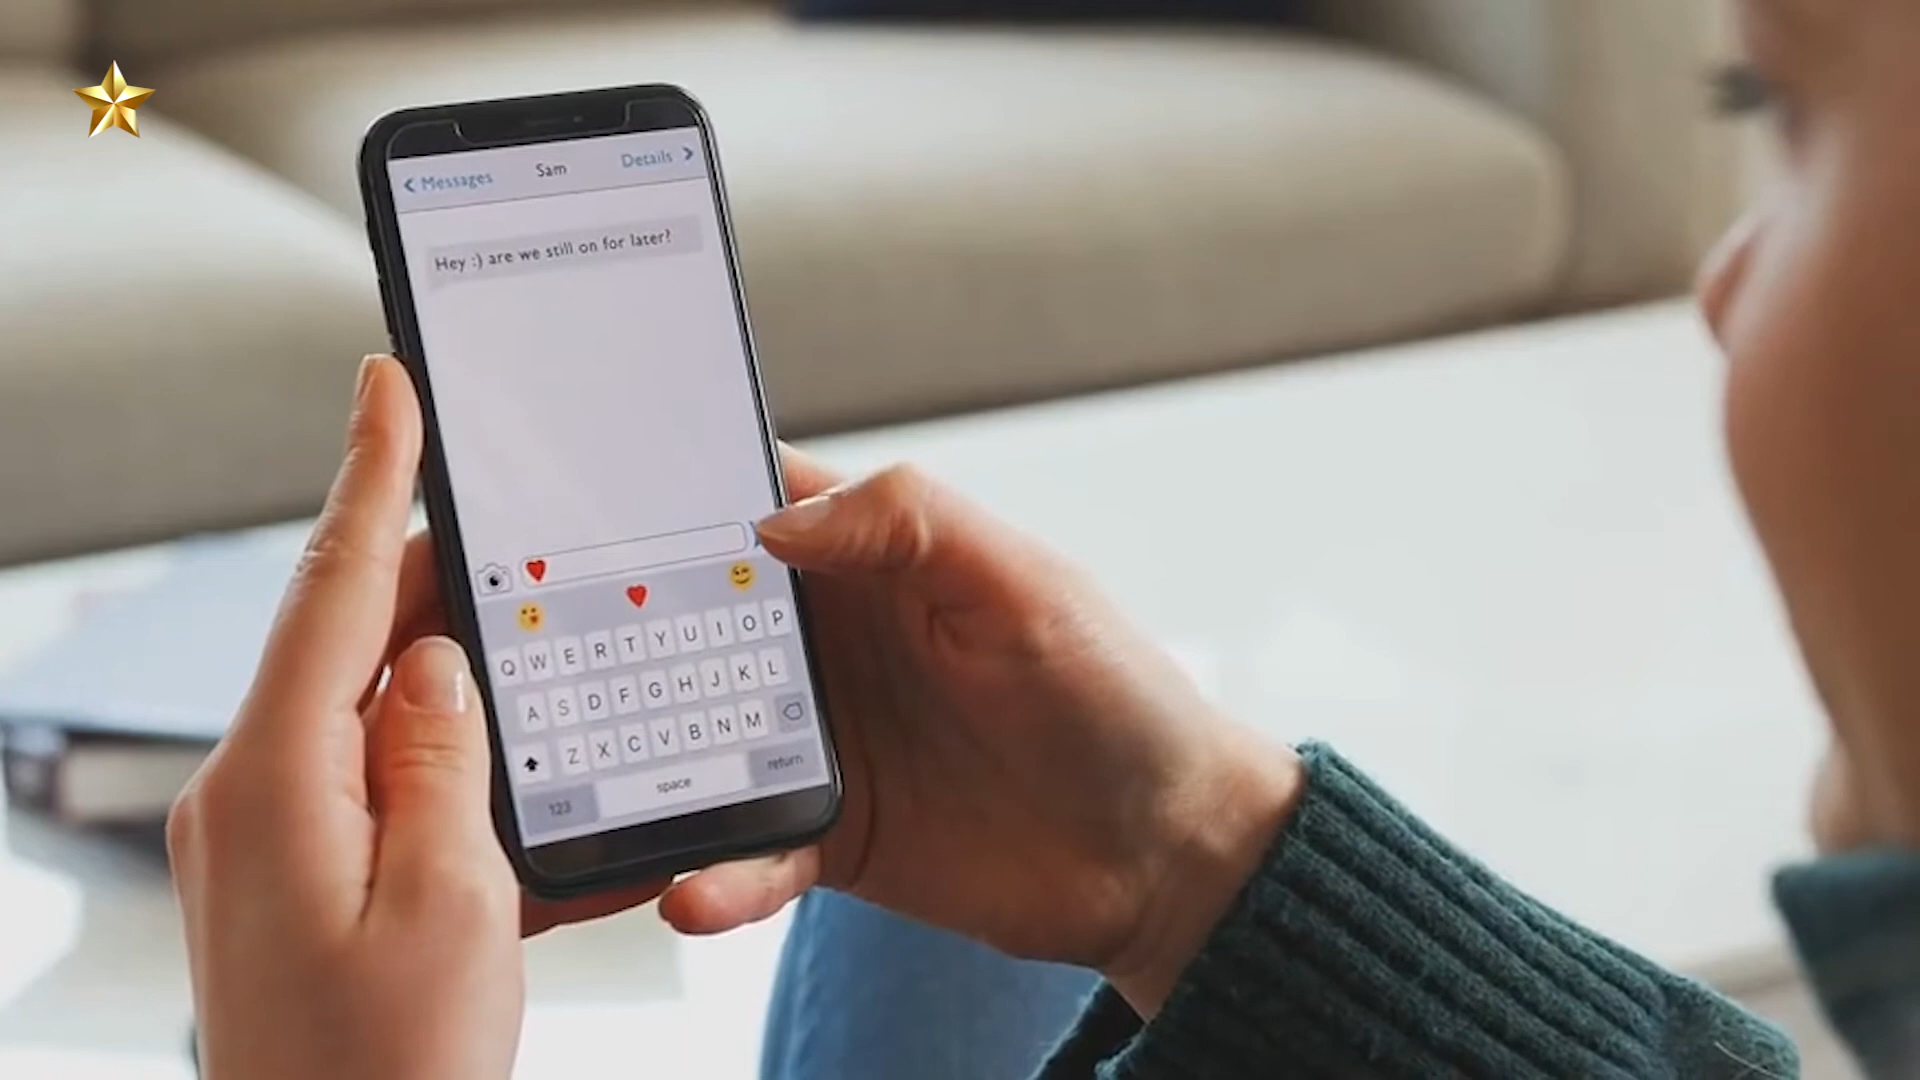 Messages Sam Details
Hey :) are we still on for later?
Q W E R T Y U I O P
A S D F G H J K L
Z X C V B N M
123 space return